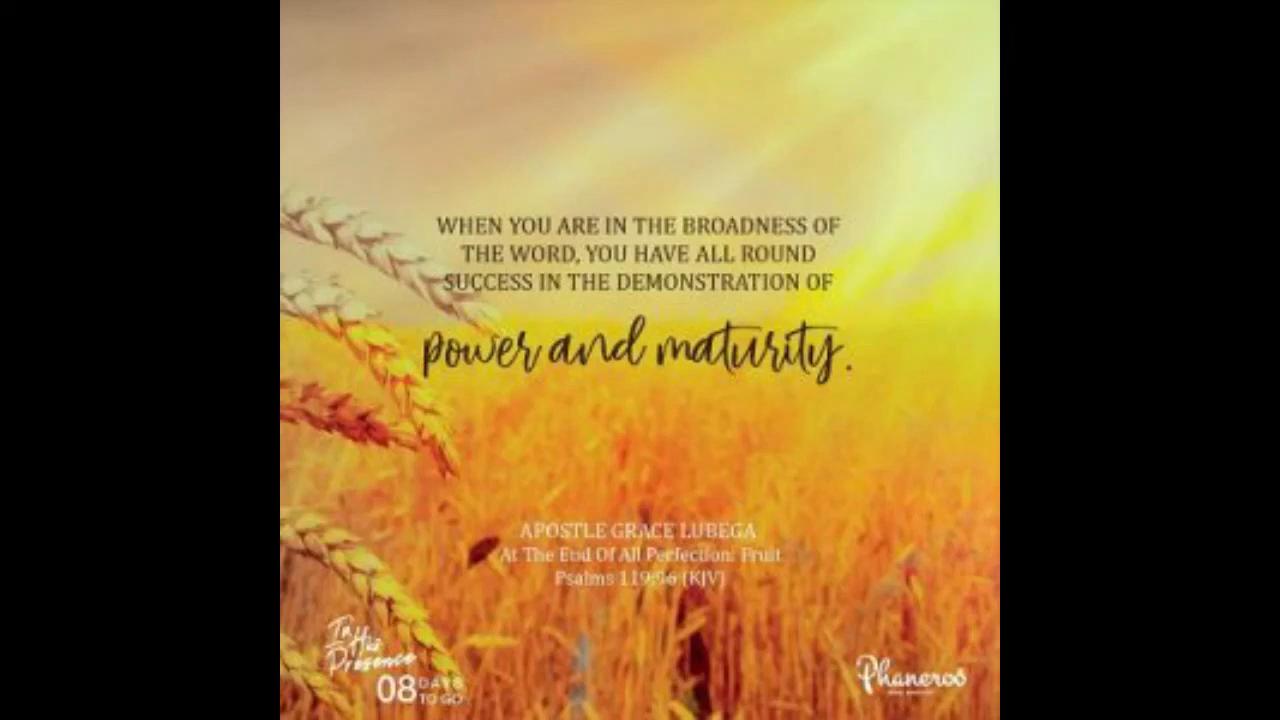 WHEN YOU ARE IN THE BROADNESS OF
THE WORD, YOU HAVE ALL ROUND
SUCCESS IN THE DEMONSTRATION OF
power and maturity.
APOSTLE GRACE LUBEGA
At The End Of All Perfection: Fruit
Psalms 119:96 (KJV)
In His
Presence
08 DAYS
TO GO
Phaneroo